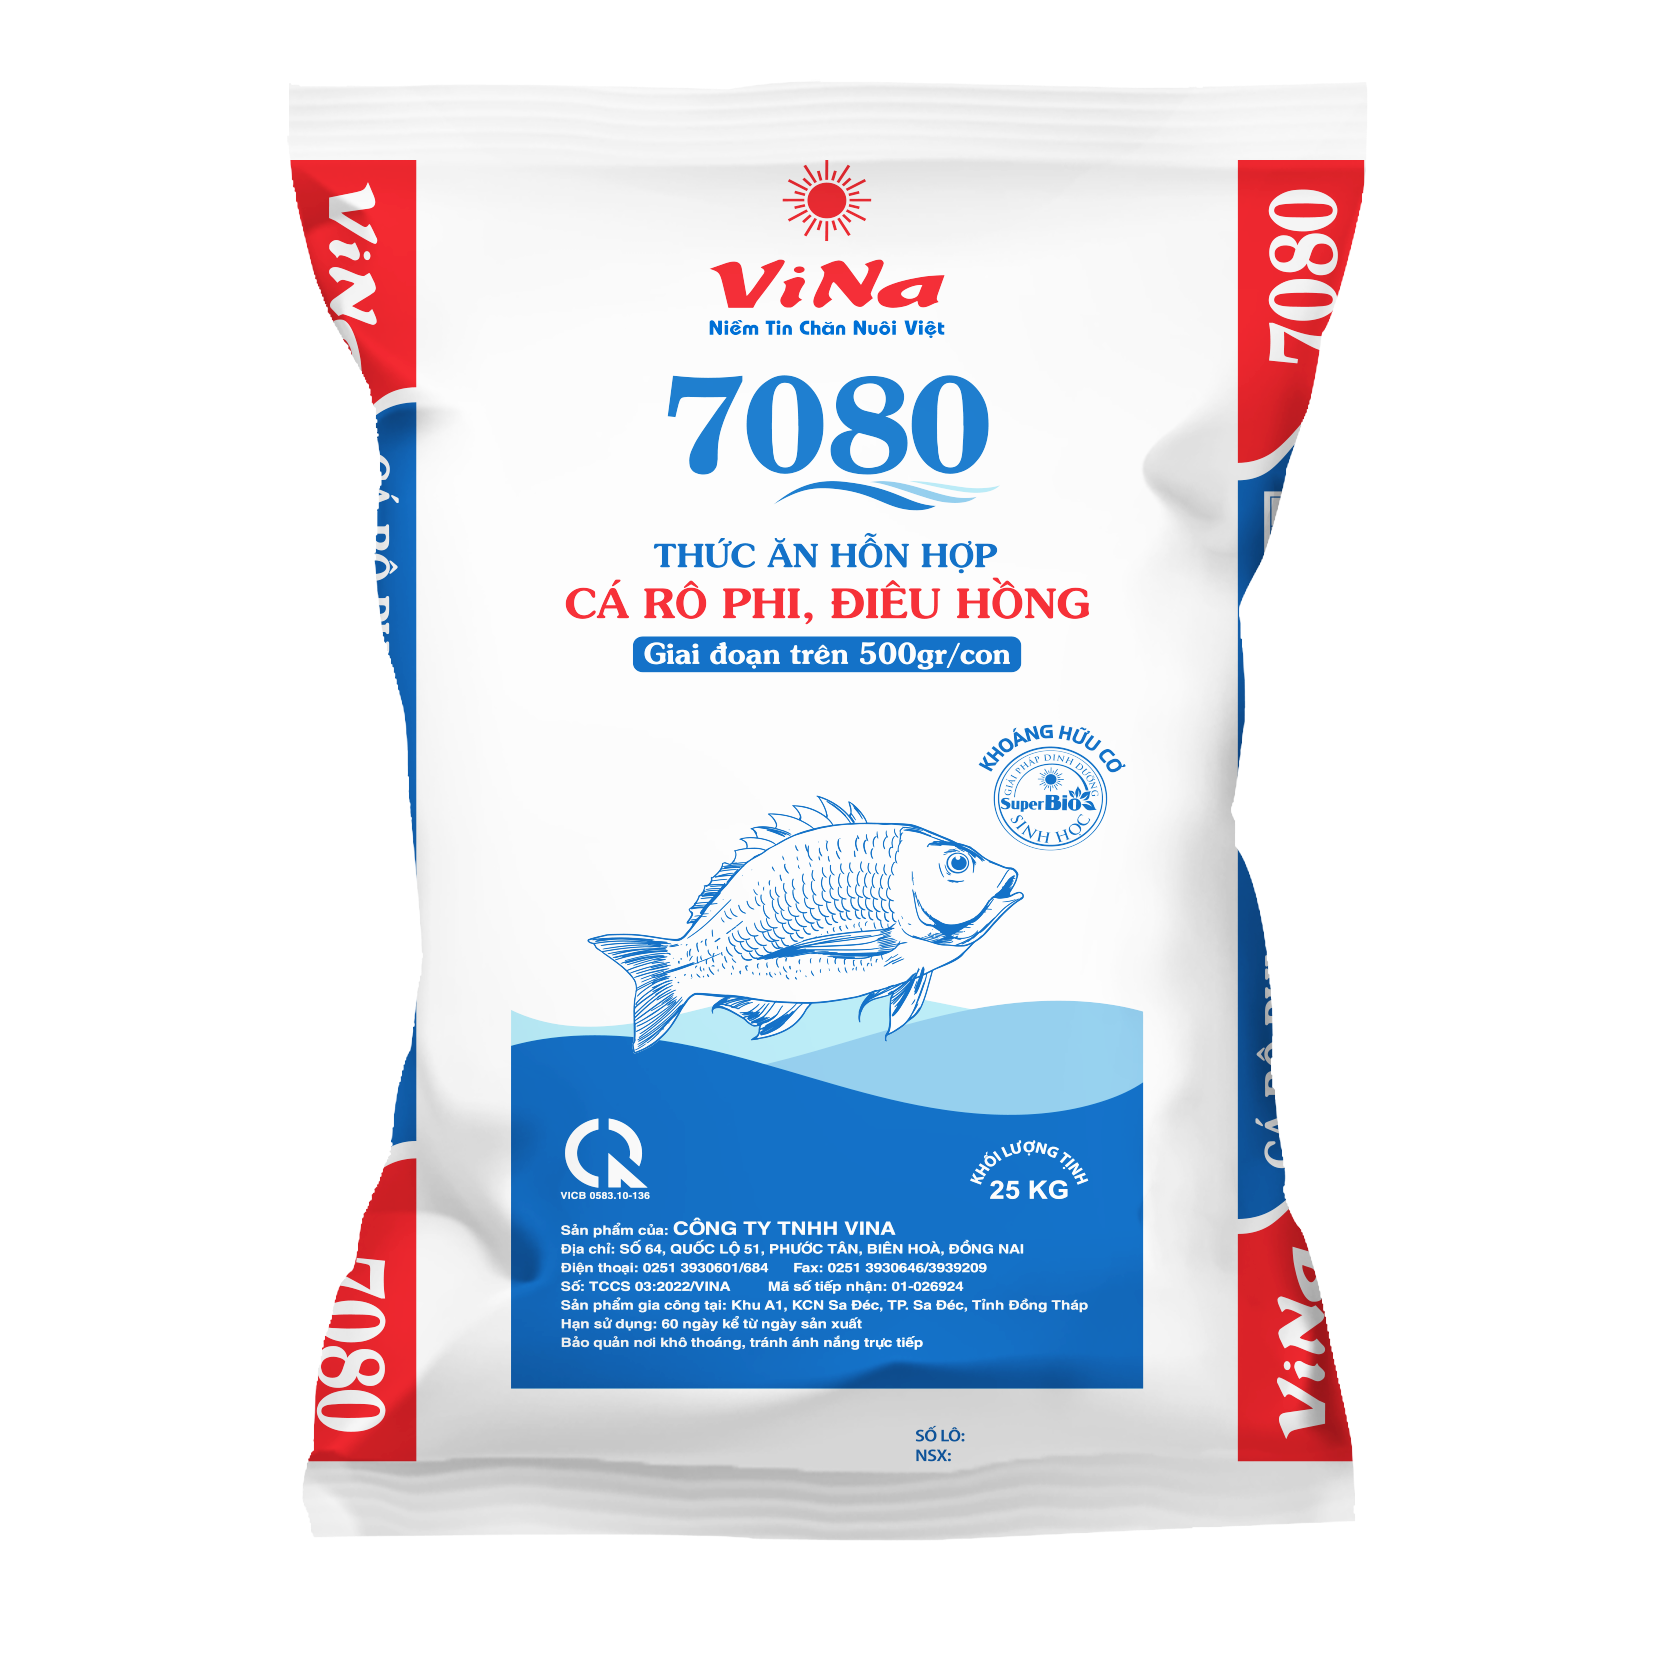 ViNa
Niềm Tin Chăn Nuôi Việt
7080
THỨC ĂN HỖN HỢP
CÁ RÔ PHI, ĐIÊU HỒNG
Giai đoạn trên 500gr/con
KHOÁNG HỮU CƠ
GIẢI PHÁP DINH DƯỠNG
SuperBio
SINH HỌC
VICB 0583.10-136
KHỐI LƯỢNG TỊNH
25 KG
Sản phẩm của: CÔNG TY TNHH VINA
Địa chỉ: SỐ 64, QUỐC LỘ 51, PHƯỚC TÂN, BIÊN HOÀ, ĐỒNG NAI
Điện thoại: 0251 3930601/684 Fax: 0251 3930646/3939209
Số: TCCS 03:2022/VINA Mã số tiếp nhận: 01-026924
Sản phẩm gia công tại: Khu A1, KCN Sa Đéc, TP. Sa Đéc, Tỉnh Đồng Tháp
Hạn sử dụng: 60 ngày kể từ ngày sản xuất
Bảo quản nơi khô thoáng, tránh ánh nắng trực tiếp
SỐ LÔ:
NSX:
ViNa
CÁ RÔ
7080
7080
CÁ RÔ
ViNa